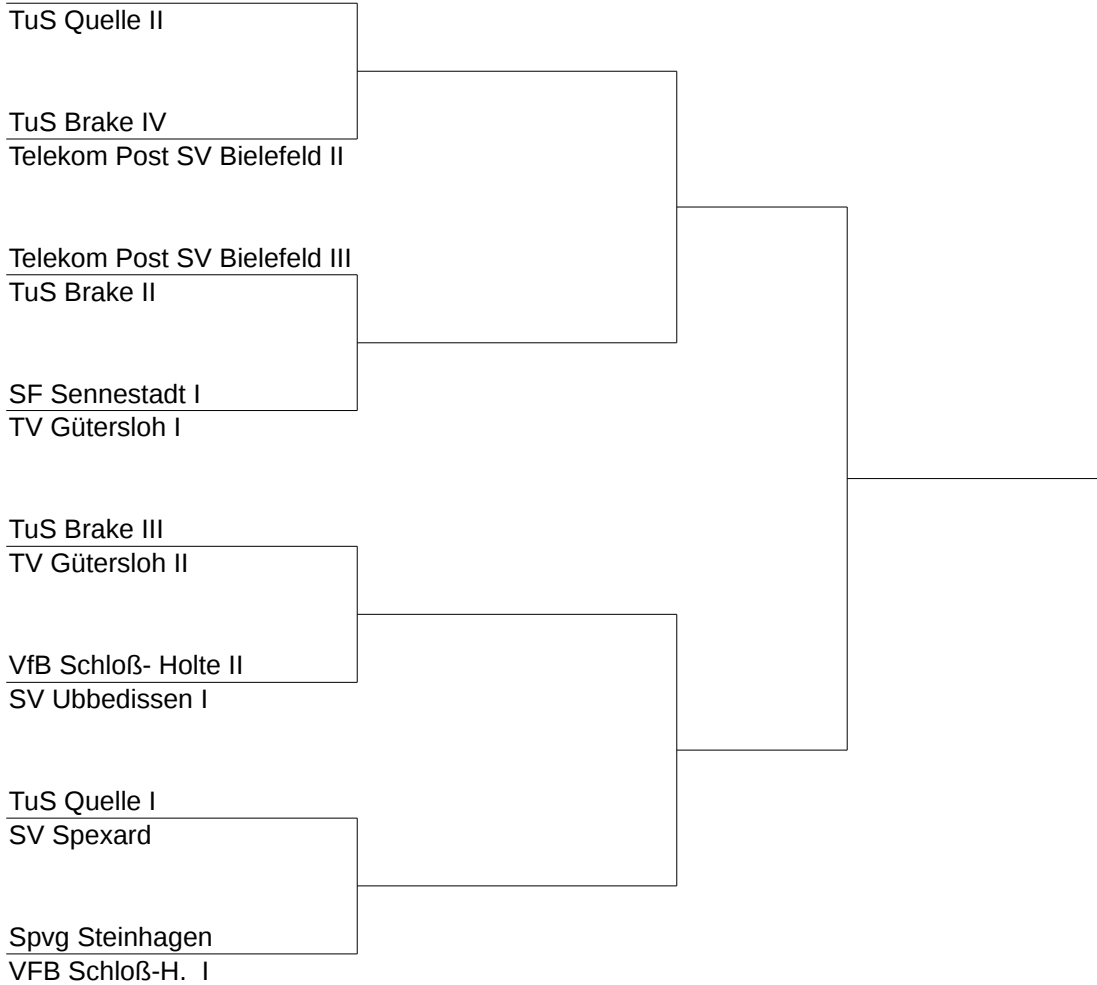 TuS Quelle II
TuS Brake IV
Telekom Post SV Bielefeld II
Telekom Post SV Bielefeld III
TuS Brake II
SF Sennestadt I
TV Gütersloh I
TuS Brake III
TV Gütersloh II
VfB Schloß- Holte II
SV Ubbedissen I
TuS Quelle I
SV Spexard
Spvg Steinhagen
VFB Schloß-H.  I